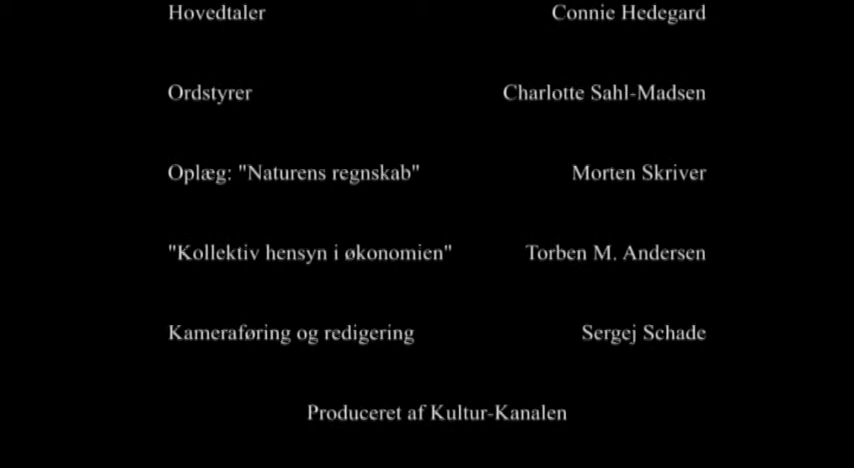 Hovedtaler Connie Hedegard
Ordstyrer Charlotte Sahl-Madsen
Oplæg: "Naturens regnskab" Morten Skriver
"Kollektiv hensyn i økonomien" Torben M. Andersen
Kameraføring og redigering Sergej Schade
Produceret af Kultur-Kanalen